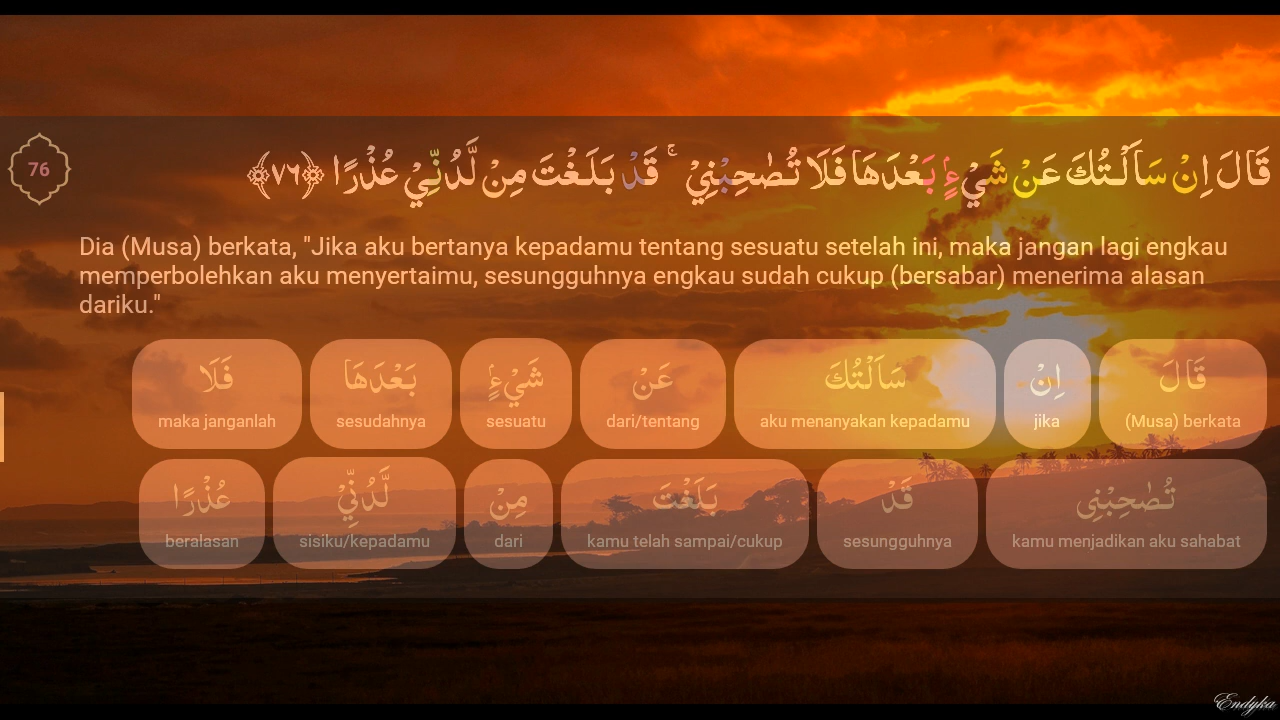 76
قَالَ اِنْ سَاَلْتُكَ عَنْ شَيْءٍۢ بَعْدَهَا فَلَا تُصٰحِبْنِيْ ۚ قَدْ بَلَغْتَ مِنْ لَّدُنِّيْ عُذْرًا ﴿٧٦﴾
Dia (Musa) berkata, "Jika aku bertanya kepadamu tentang sesuatu setelah ini, maka jangan lagi engkau
memperbolehkan aku menyertaimu, sesungguhnya engkau sudah cukup (bersabar) menerima alasan
dariku."
قَالَ اِنْ سَاَلْتُكَ عَنْ شَيْءٍۢ بَعْدَهَا فَلَا
(Musa) berkata jika aku menanyakan kepadamu dari/tentang sesuatu sesudahnya maka janganlah
تُصٰحِبْنِى قَدْ بَلَغْتَ مِنْ لَّدُنِّيْ عُذْرًا
kamu menjadikan aku sahabat sesungguhnya kamu telah sampai/cukup dari sisiku/kepadamu beralasan
Endyka